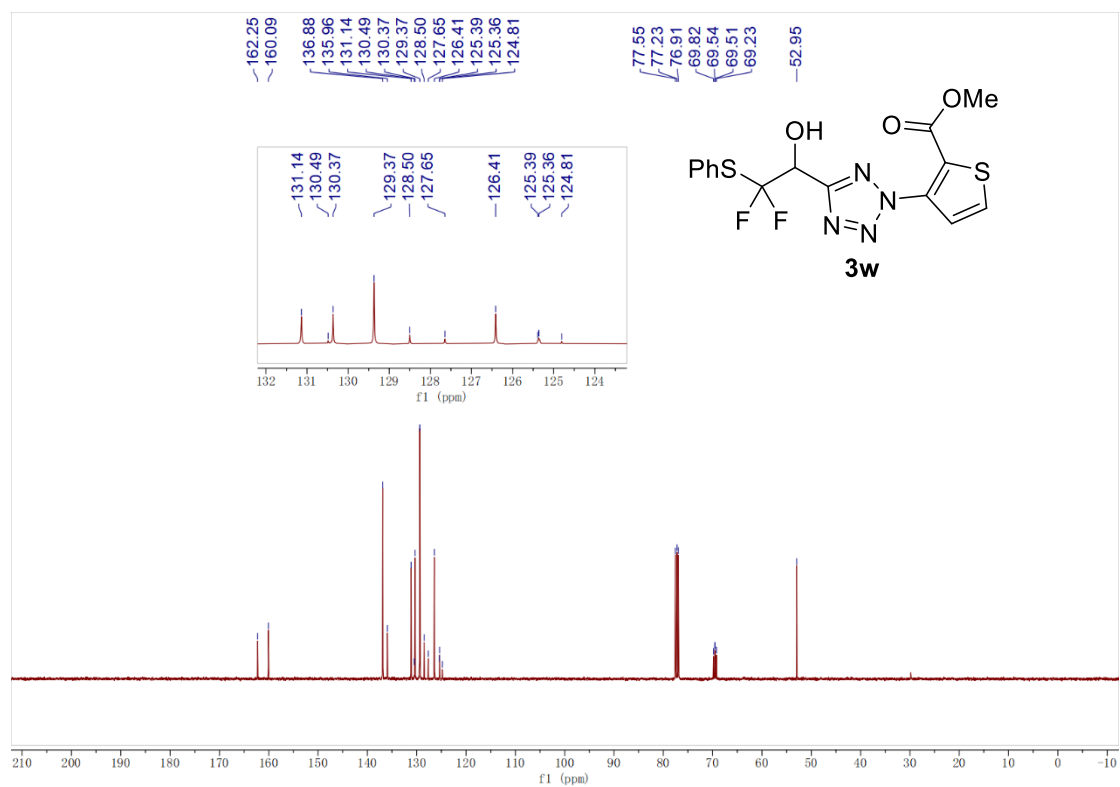 162.25
160.09
136.88
135.96
131.14
130.49
130.37
129.37
128.50
127.65
126.41
125.39
125.36
124.81
77.55
77.23
76.91
69.82
69.54
69.51
69.23
52.95
131.14
130.49
130.37
129.37
128.50
127.65
126.41
125.39
125.36
124.81
132 131 130 129 128 127 126 125 124
f1 (ppm)
OMe
O
OH
PhS
S
N
N
F F
N=N
3w
210 200 190 180 170 160 150 140 130 120 110 100 90 80 70 60 50 40 30 20 10 0 -10
f1 (ppm)